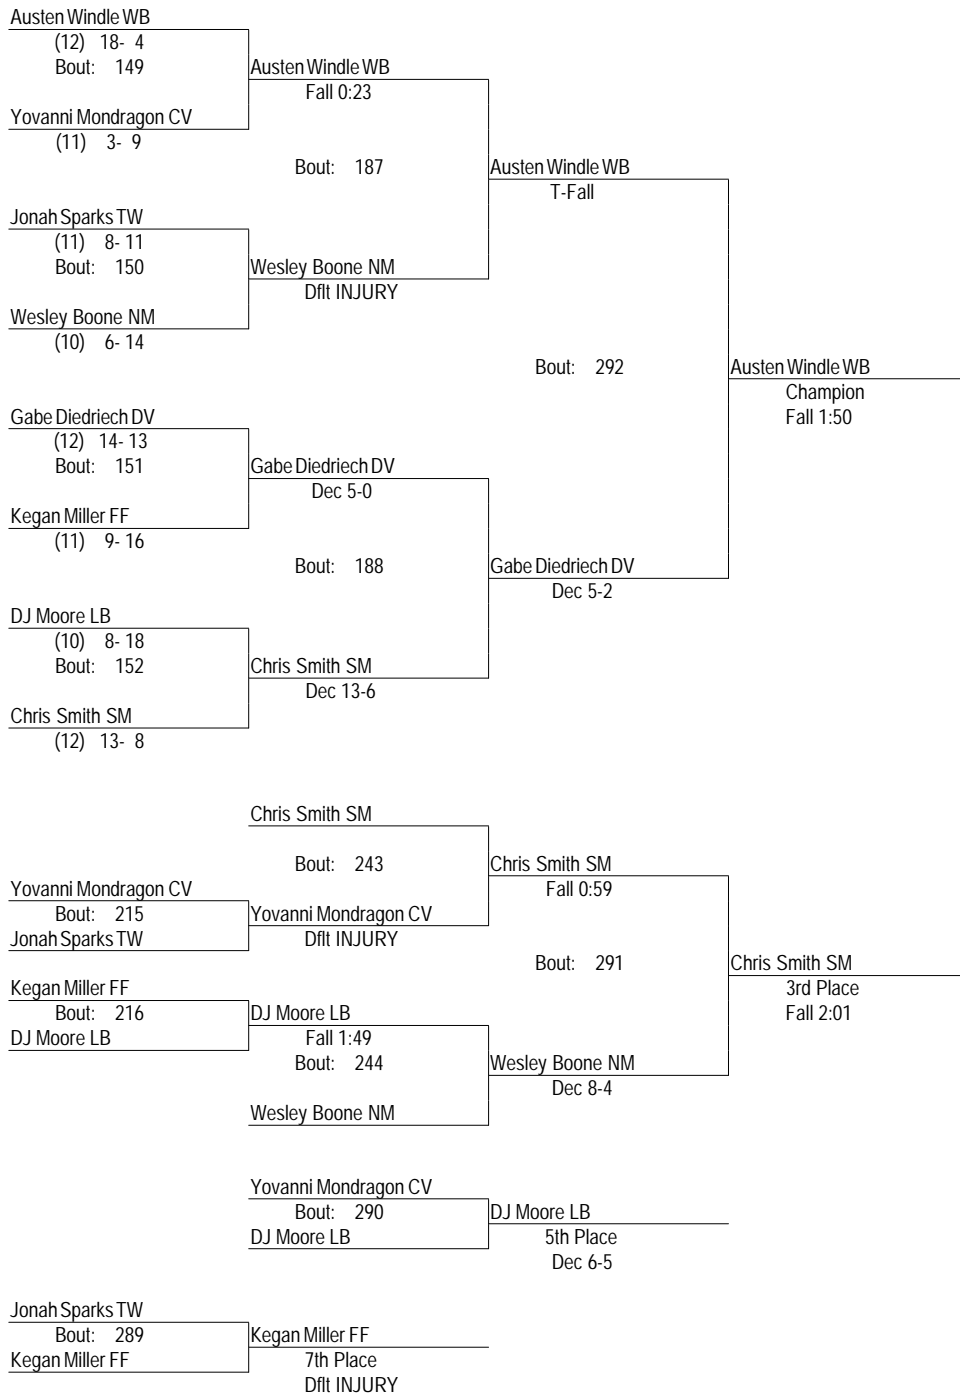 Austen Windle WB
(12) 18- 4
Bout: 149
Austen Windle WB
Fall 0:23
Yovanni Mondragon CV
(11) 3- 9
Bout: 187
Austen Windle WB
T-Fall
Jonah Sparks TW
(11) 8- 11
Bout: 150
Wesley Boone NM
Dflt INJURY
Wesley Boone NM
(10) 6- 14
Bout: 292
Austen Windle WB
Champion
Fall 1:50
Gabe Diedriech DV
(12) 14- 13
Bout: 151
Gabe Diedriech DV
Dec 5-0
Kegan Miller FF
(11) 9- 16
Bout: 188
Gabe Diedriech DV
Dec 5-2
DJ Moore LB
(10) 8- 18
Bout: 152
Chris Smith SM
Dec 13-6
Chris Smith SM
(12) 13- 8
Chris Smith SM
Bout: 243
Chris Smith SM
Fall 0:59
Yovanni Mondragon CV
Bout: 215
Jonah Sparks TW
Yovanni Mondragon CV
Dflt INJURY
Bout: 291
Chris Smith SM
3rd Place
Fall 2:01
Kegan Miller FF
Bout: 216
DJ Moore LB
DJ Moore LB
Fall 1:49
Bout: 244
Wesley Boone NM
Dec 8-4
Wesley Boone NM
Yovanni Mondragon CV
Bout: 290
DJ Moore LB
DJ Moore LB
5th Place
Dec 6-5
Jonah Sparks TW
Bout: 289
Kegan Miller FF
Kegan Miller FF
7th Place
Dflt INJURY